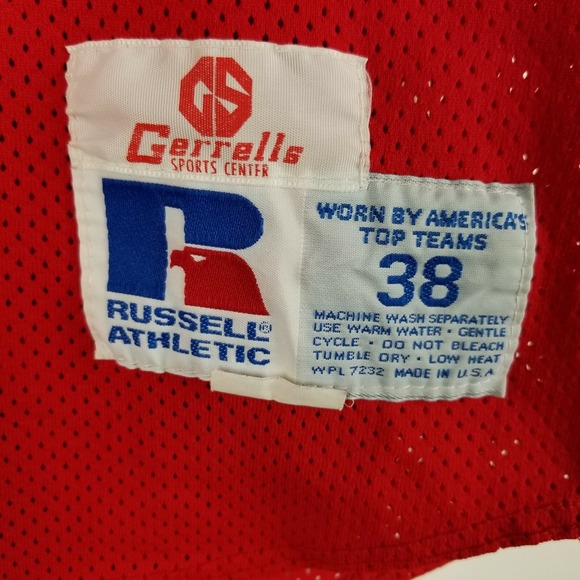 GS
Gerrells
SPORTS CENTER
RUSSELL®
ATHLETIC
WORN BY AMERICA'S
TOP TEAMS
38
MACHINE WASH SEPARATELY
USE WARM WATER • GENTLE
CYCLE • DO NOT BLEACH
TUMBLE DRY • LOW HEAT
WPL 7232 MADE IN U.S.A